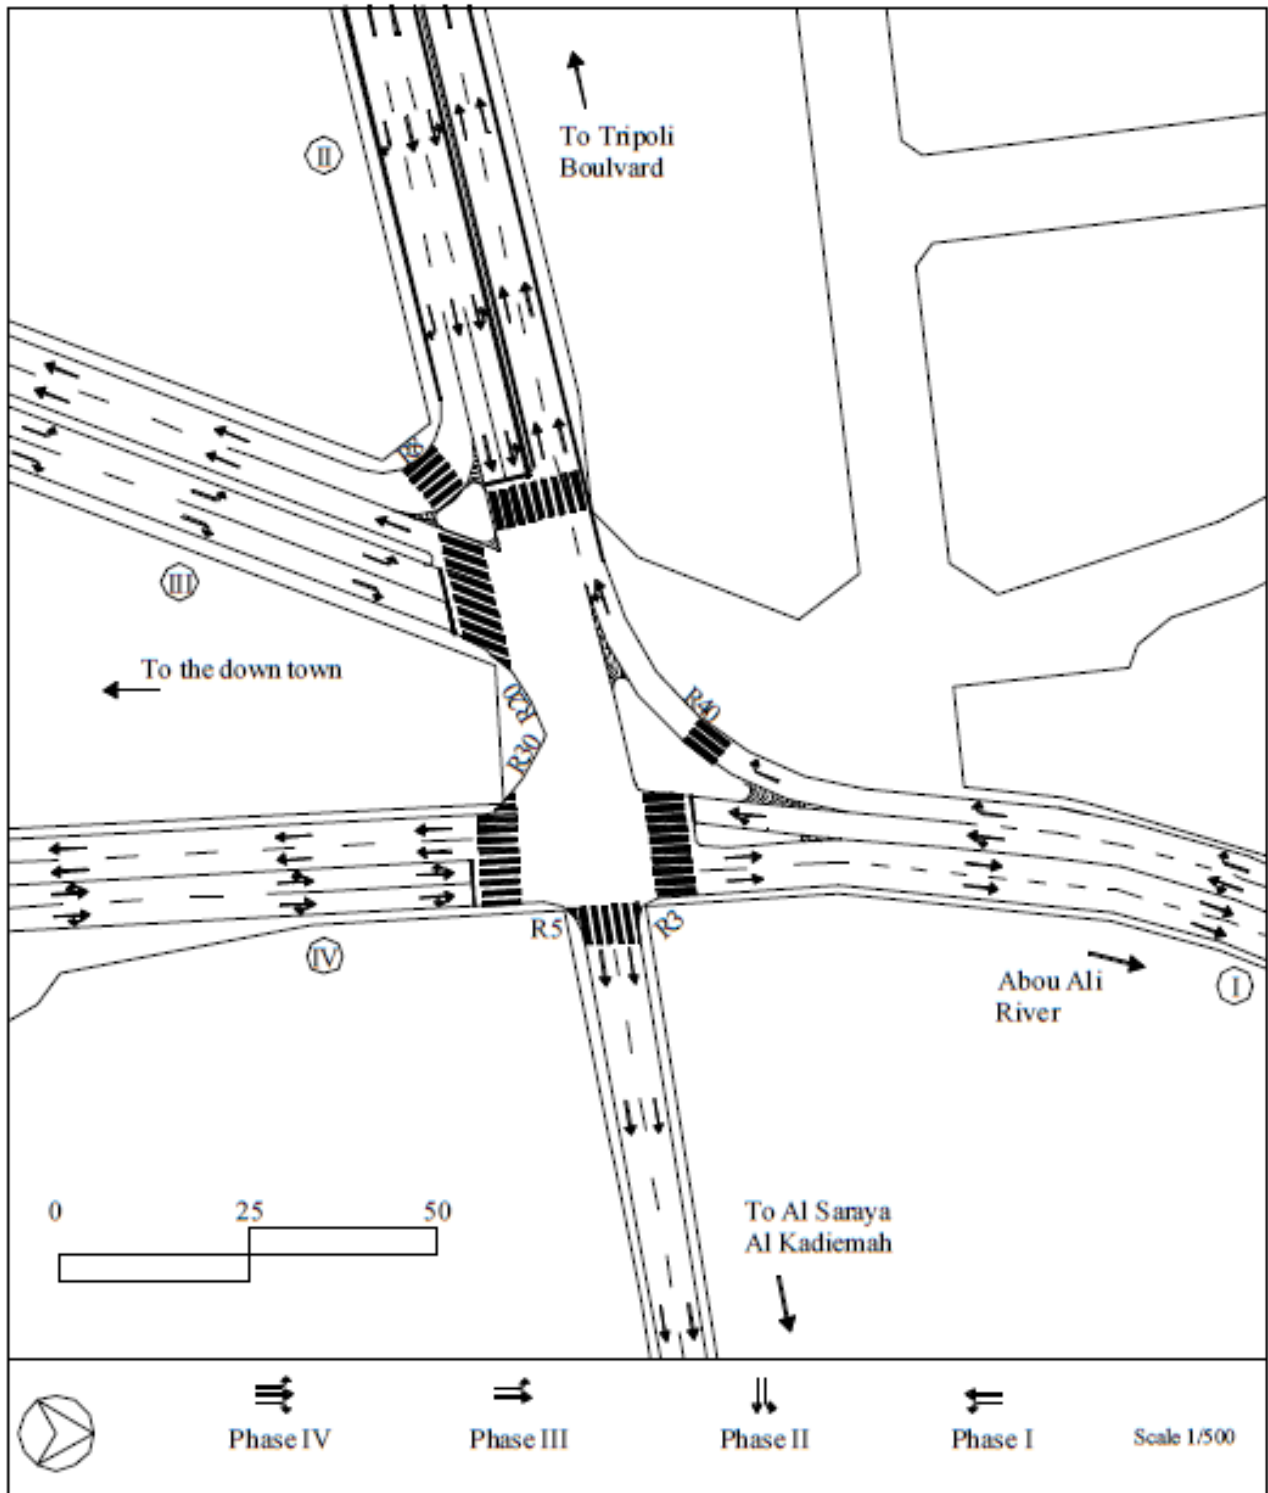 II
To Tripoli
Boulvard
R6
III
To the down town
R20
R40
R30
R5
R3
IV
Abou Ali
River
I
0 25 50
To Al Saraya
Al Kadiemah
Phase IV Phase III Phase II Phase I Scale 1/500